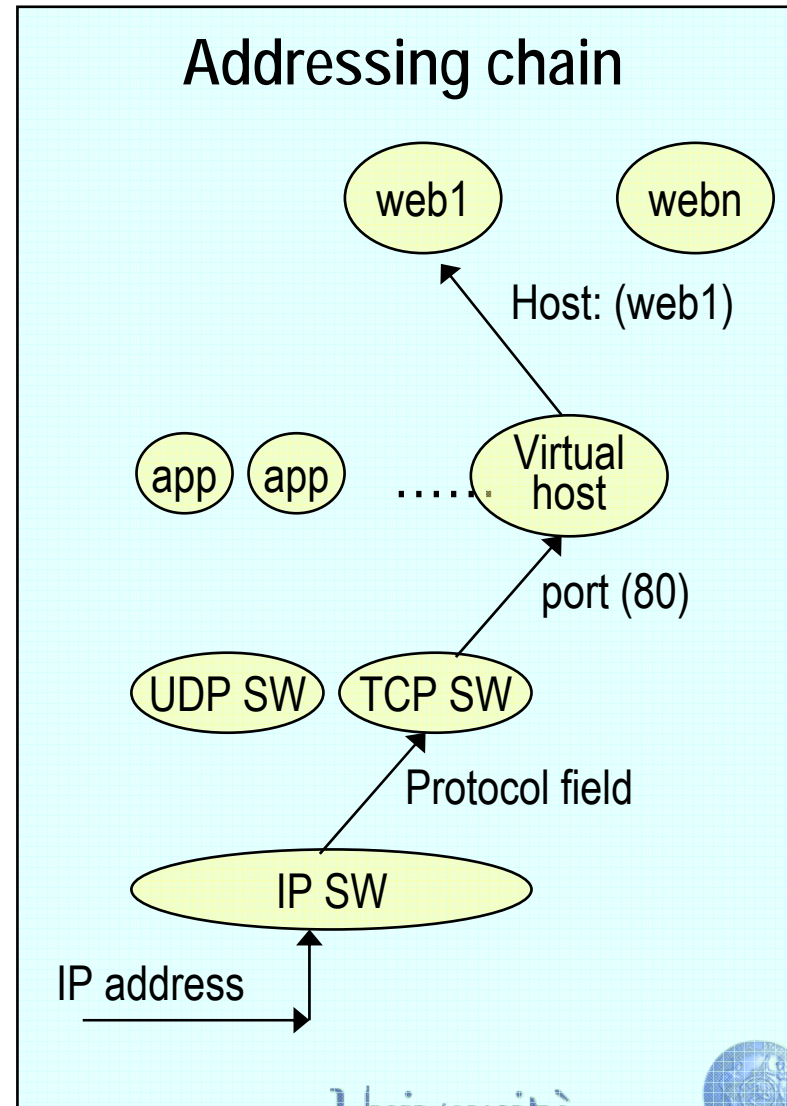 Addressing chain
web1
webn
Host: (web1)
app
app
......
Virtual
host
port (80)
UDP SW
TCP SW
Protocol field
IP SW
IP address